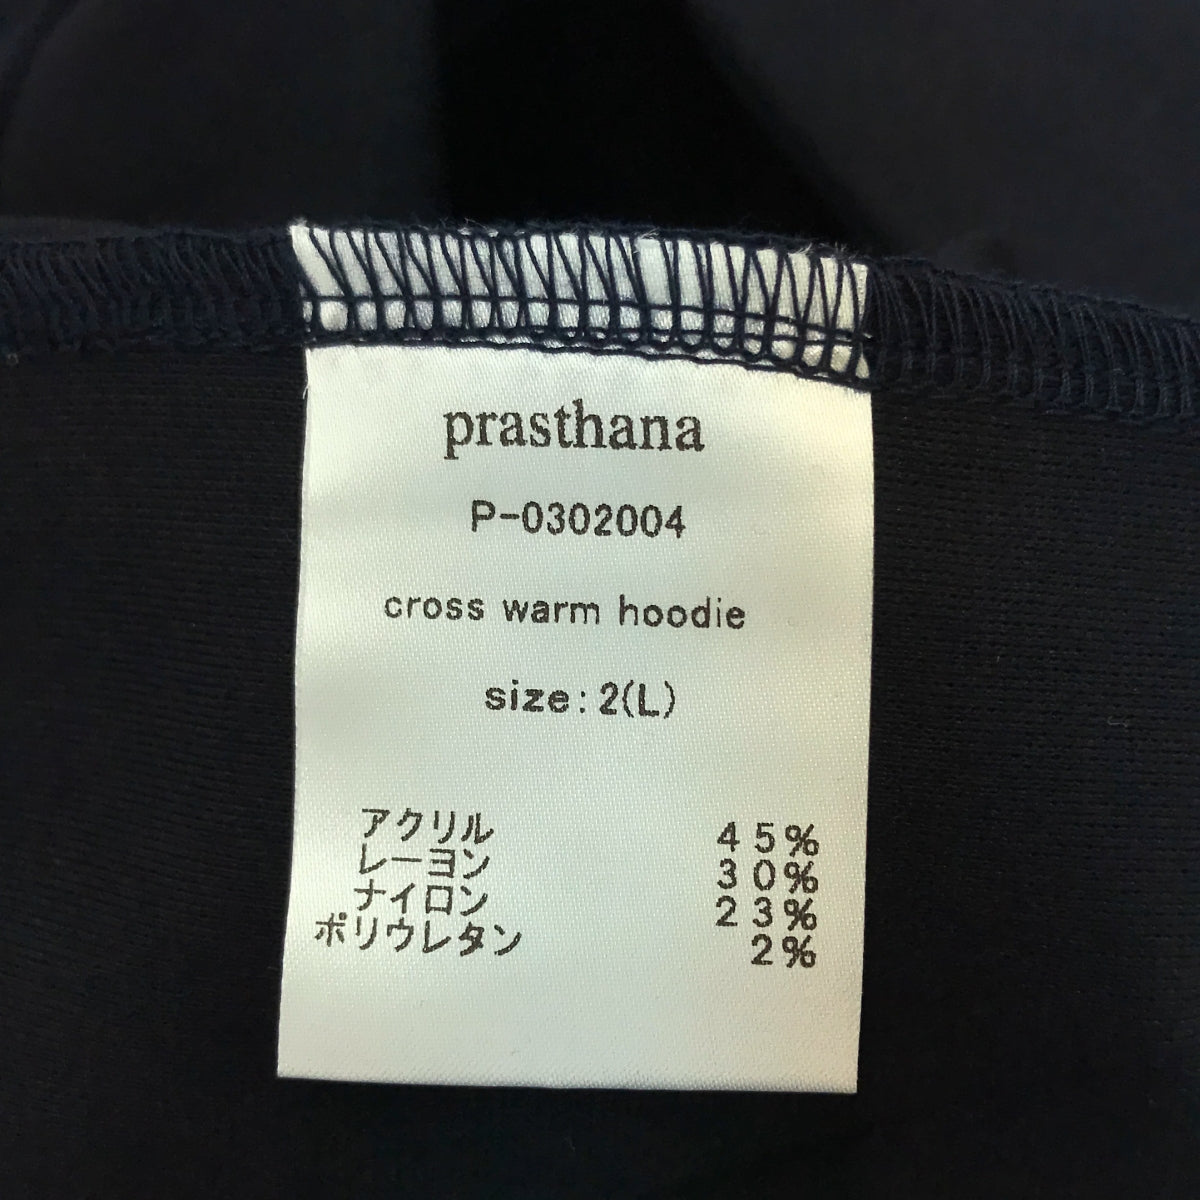 prasthana
P-0302004
cross warm hoodie
size: 2(L)
アクリル 45%
レーヨン 30%
ナイロン 23%
ポリウレタン 2%